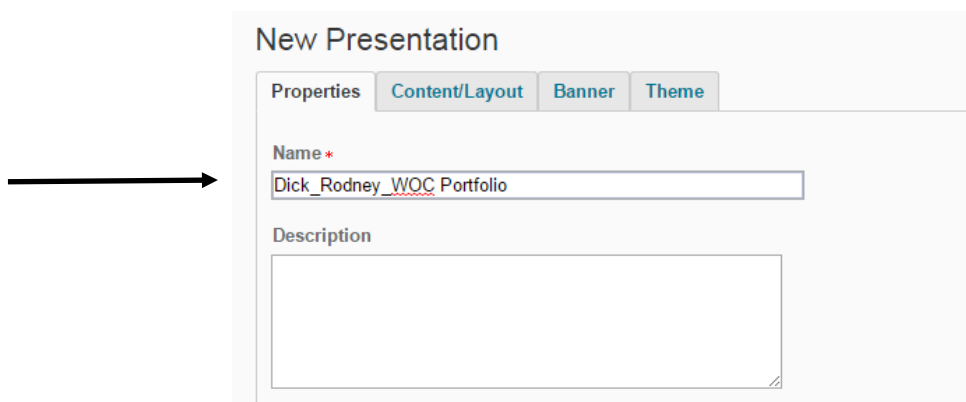 New Presentation
Properties Content/Layout Banner Theme
Name *
Dick_Rodney_WOC Portfolio
Description